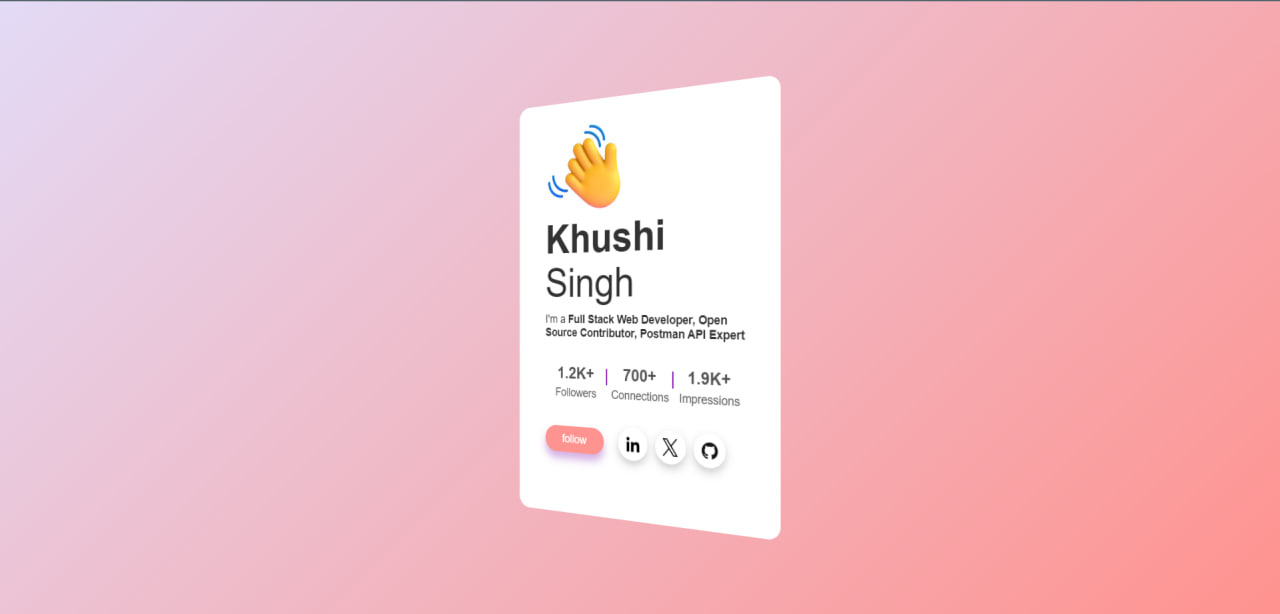 Khushi
Singh
I'm a Full Stack Web Developer, Open
Source Contributor, Postman API Expert
1.2K+ | 700+ | 1.9K+
Followers Connections Impressions
follow in X